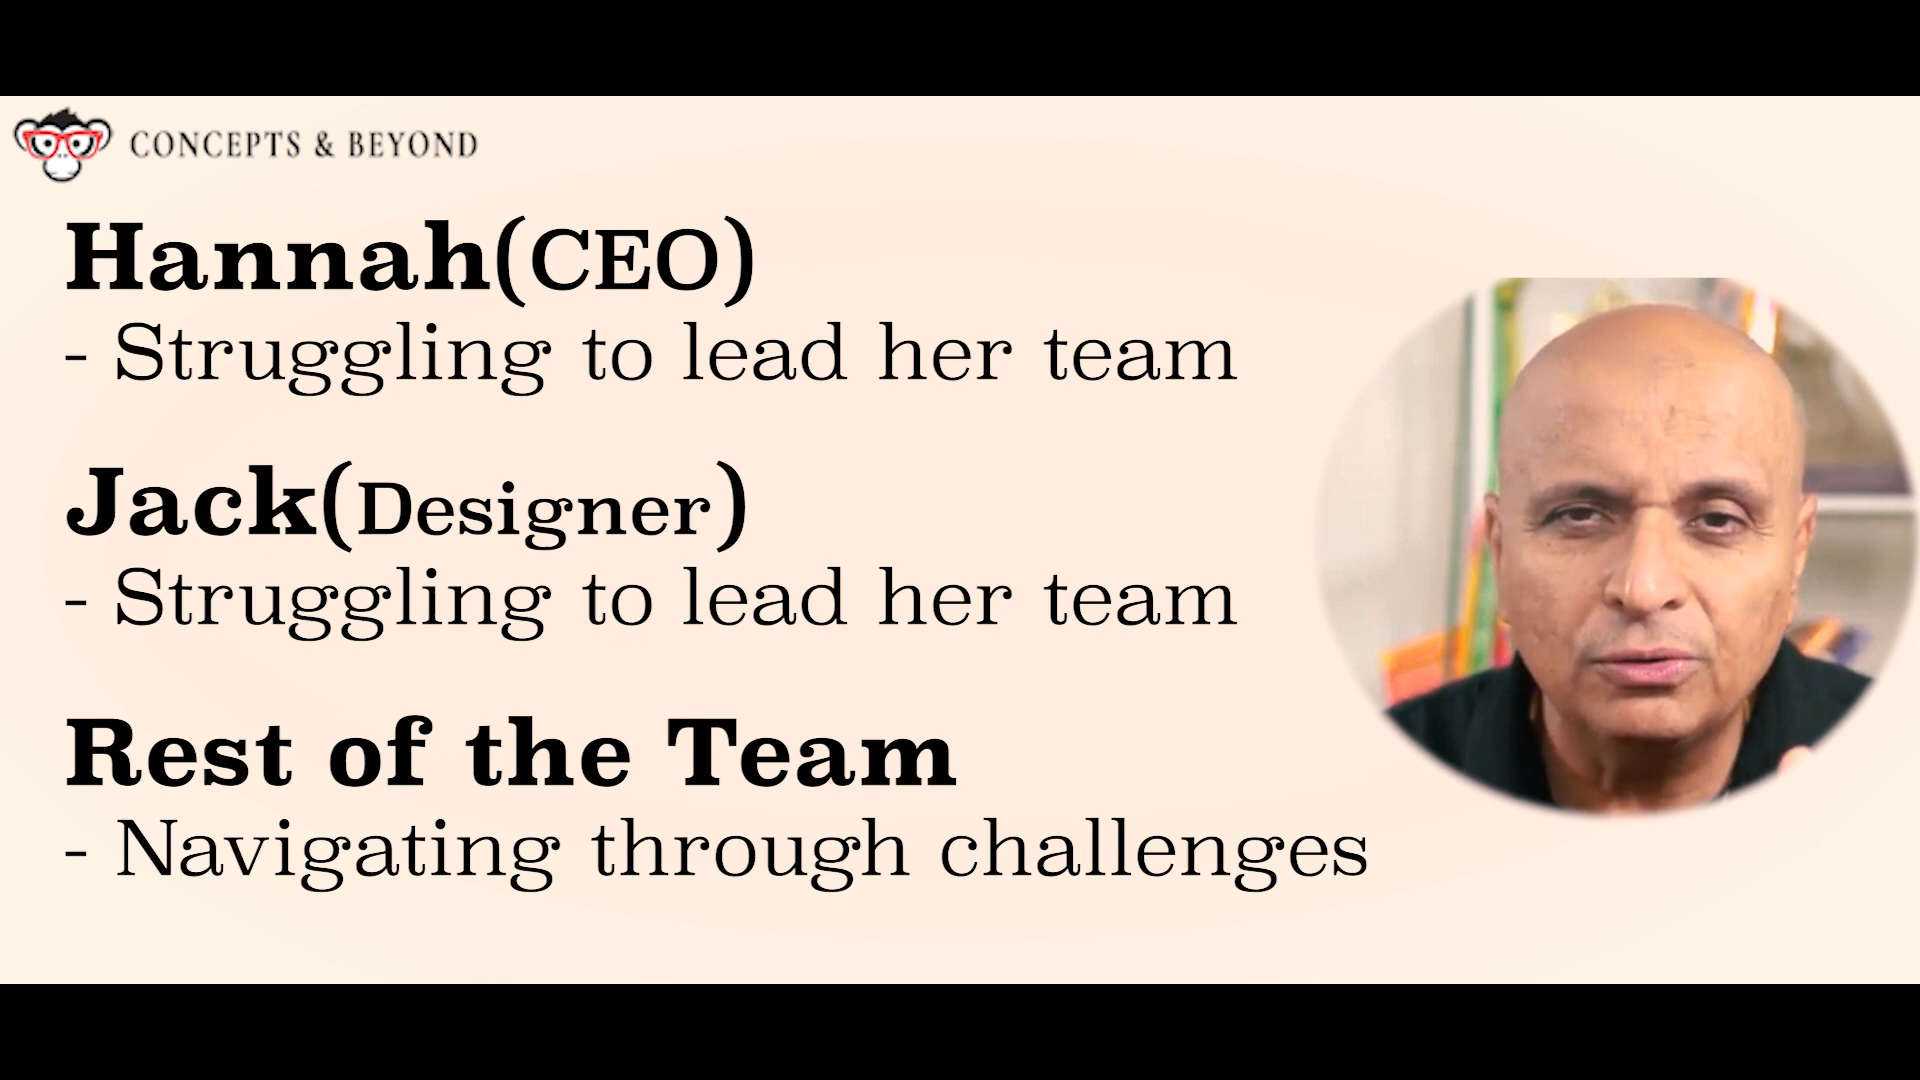 CONCEPTS & BEYOND
Hannah(CEO)
- Struggling to lead her team
Jack(Designer)
- Struggling to lead her team
Rest of the Team
- Navigating through challenges